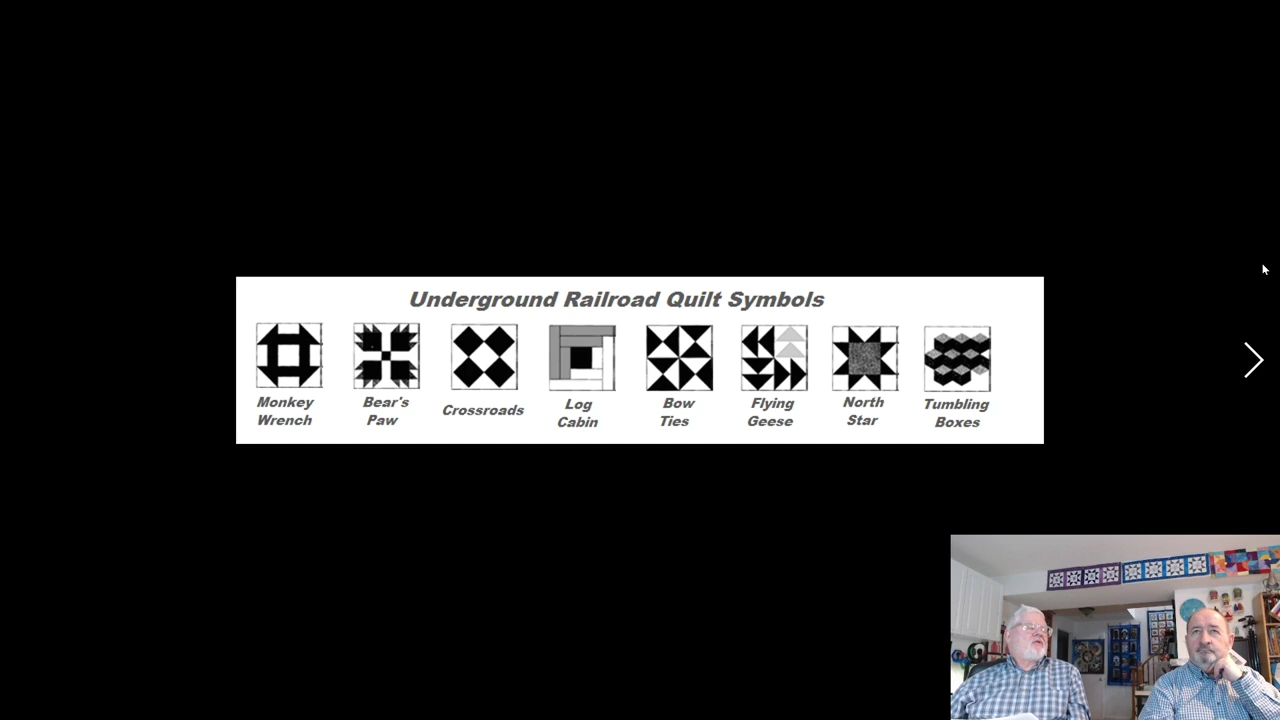 Underground Railroad Quilt Symbols
Monkey Wrench
Bear's Paw
Crossroads
Log Cabin
Bow Ties
Flying Geese
North Star
Tumbling Boxes